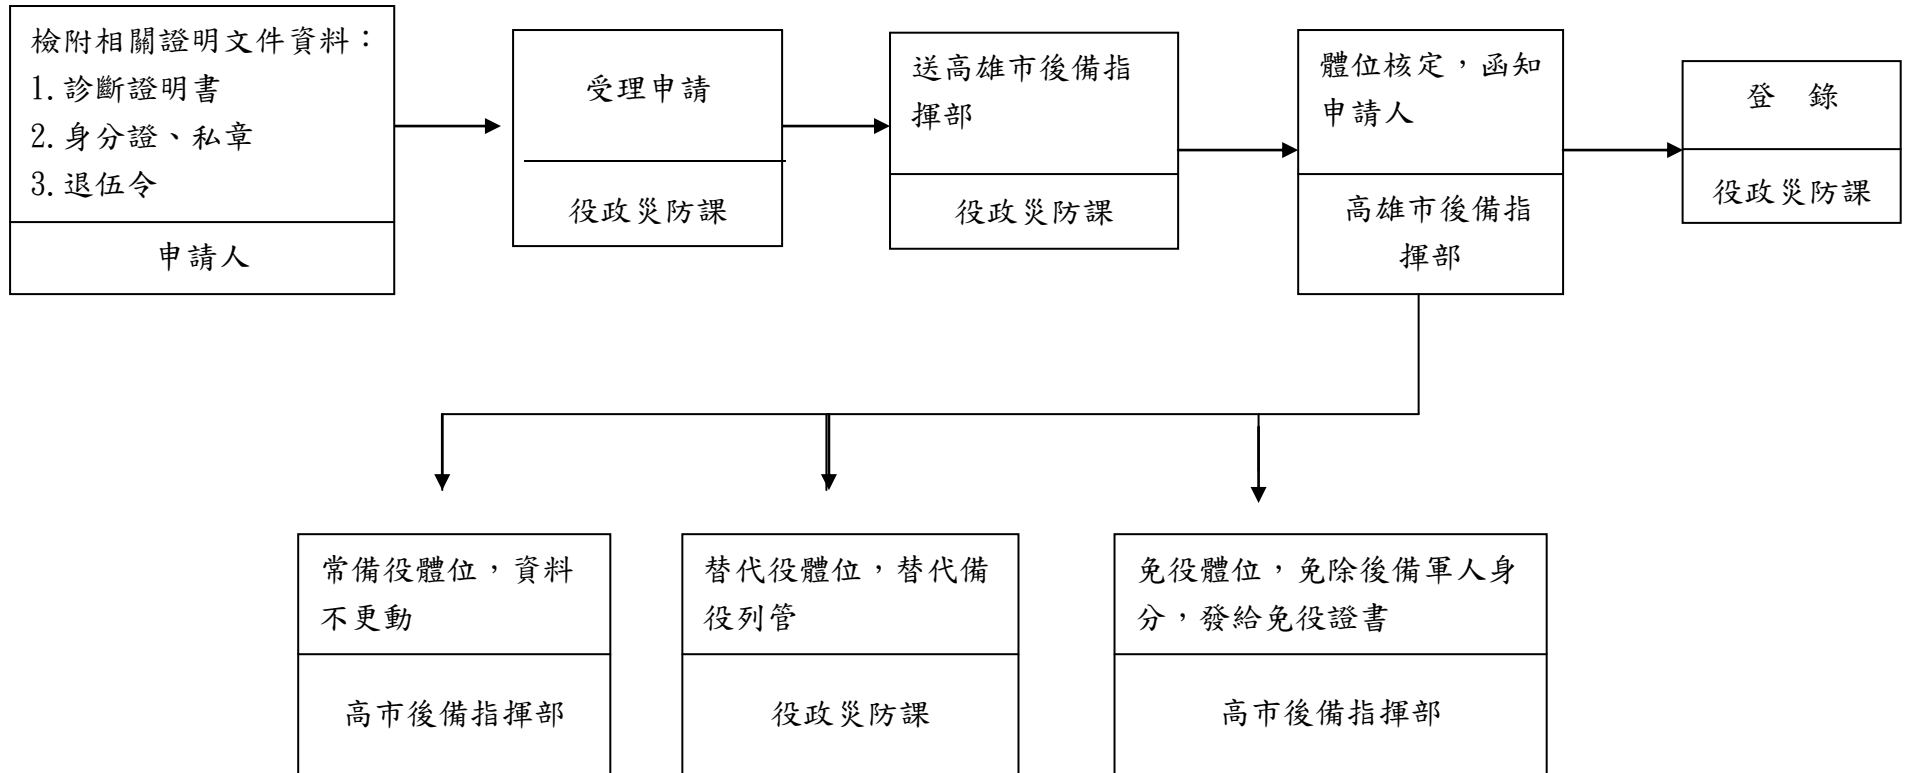 檢附相關證明文件資料：
1.診斷證明書
2.身分證、私章
3.退伍令
申請人
受理申請
役政災防課
送高雄市後備指
揮部
役政災防課
體位核定，函知
申請人
高雄市後備指
揮部
登　錄
役政災防課
常備役體位，資料
不更動
高市後備指揮部
替代役體位，替代備
役列管
役政災防課
免役體位，免除後備軍人身
分，發給免役證書
高市後備指揮部